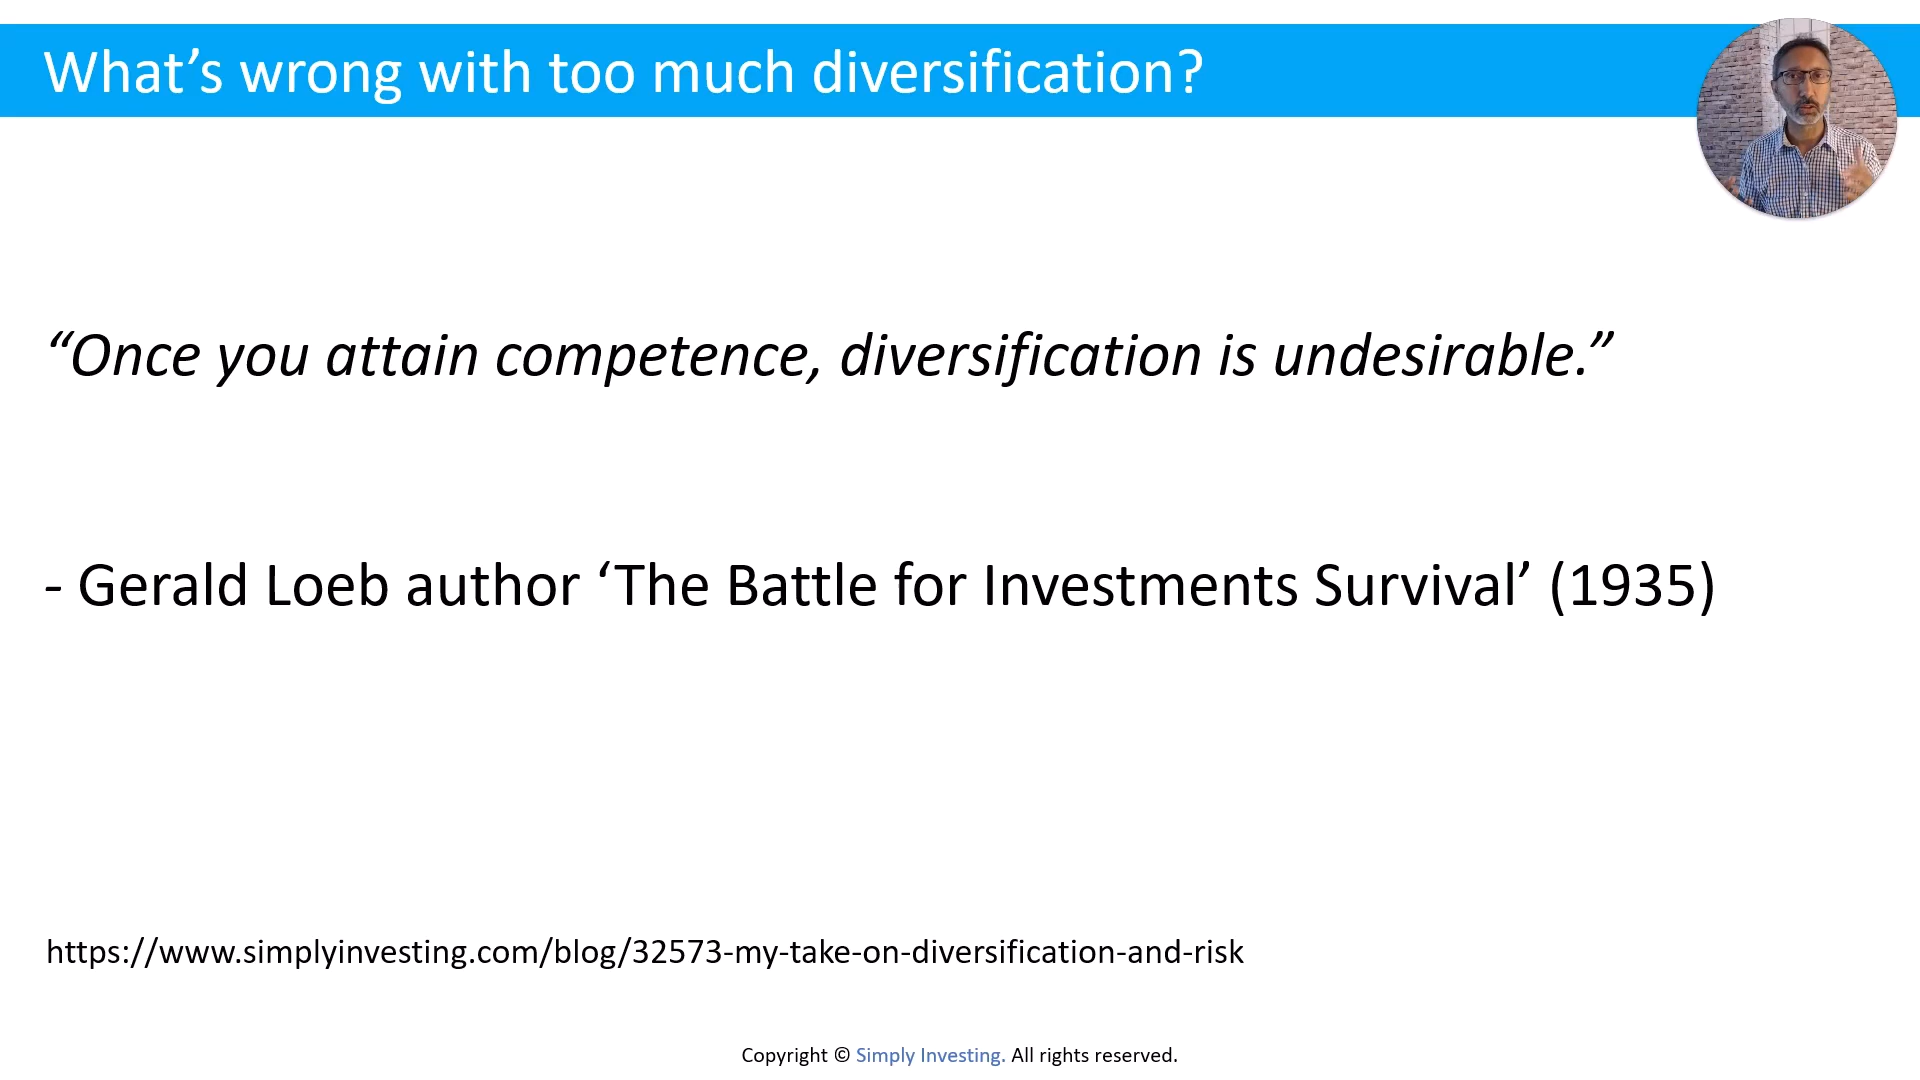 What’s wrong with too much diversification?
“Once you attain competence, diversification is undesirable.”
- Gerald Loeb author ‘The Battle for Investments Survival’ (1935)
https://www.simplyinvesting.com/blog/32573-my-take-on-diversification-and-risk
Copyright © Simply Investing. All rights reserved.